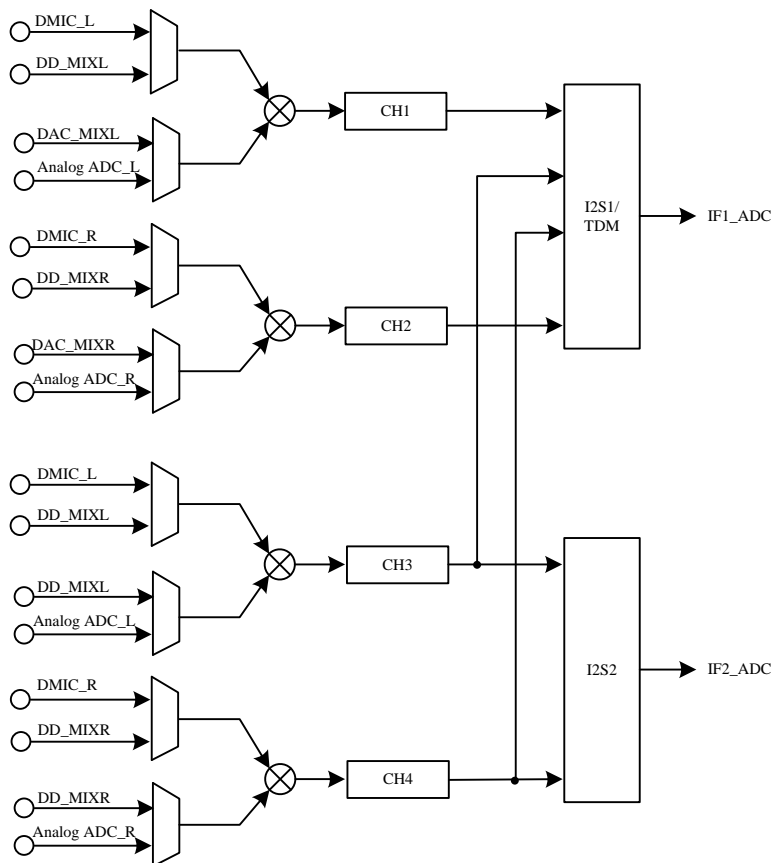 DMIC_L
DD_MIXL
DAC_MIXL
Analog ADC_L
CH1
DMIC_R
DD_MIXR
DAC_MIXR
Analog ADC_R
CH2
I2S1/
TDM
IF1_ADC
DMIC_L
DD_MIXL
DD_MIXL
Analog ADC_L
CH3
DMIC_R
DD_MIXR
DD_MIXR
Analog ADC_R
CH4
I2S2
IF2_ADC